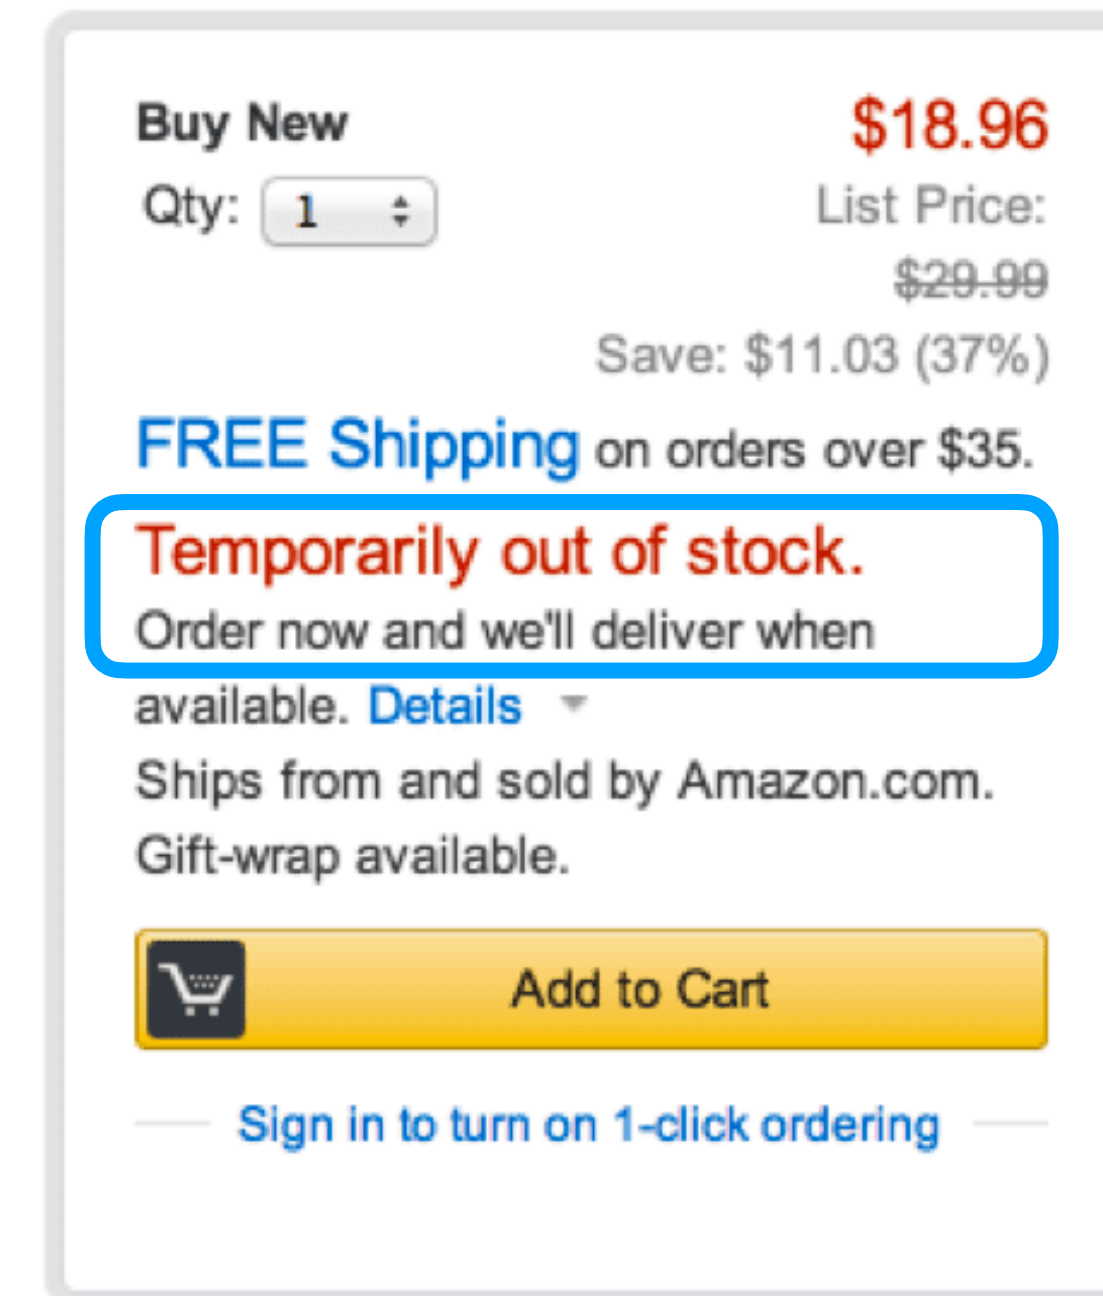 Buy New
$18.96
Qty: 1
List Price:
$29.99
Save: $11.03 (37%)
FREE Shipping on orders over $35.
Temporarily out of stock.
Order now and we'll deliver when
available. Details
Ships from and sold by Amazon.com.
Gift-wrap available.
Add to Cart
Sign in to turn on 1-click ordering